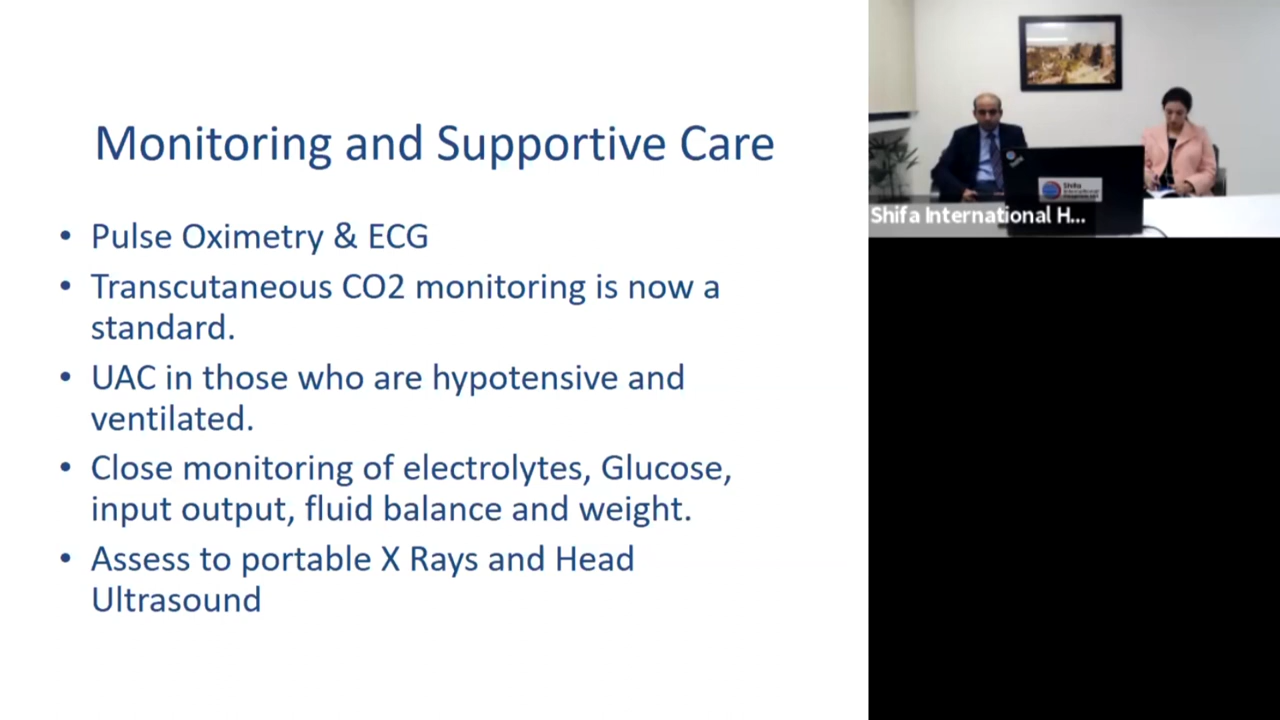 Monitoring and Supportive Care
• Pulse Oximetry & ECG
• Transcutaneous CO2 monitoring is now a
standard.
• UAC in those who are hypotensive and
ventilated.
• Close monitoring of electrolytes, Glucose,
input output, fluid balance and weight.
• Assess to portable X Rays and Head
Ultrasound
Shifa
Shifa International H...